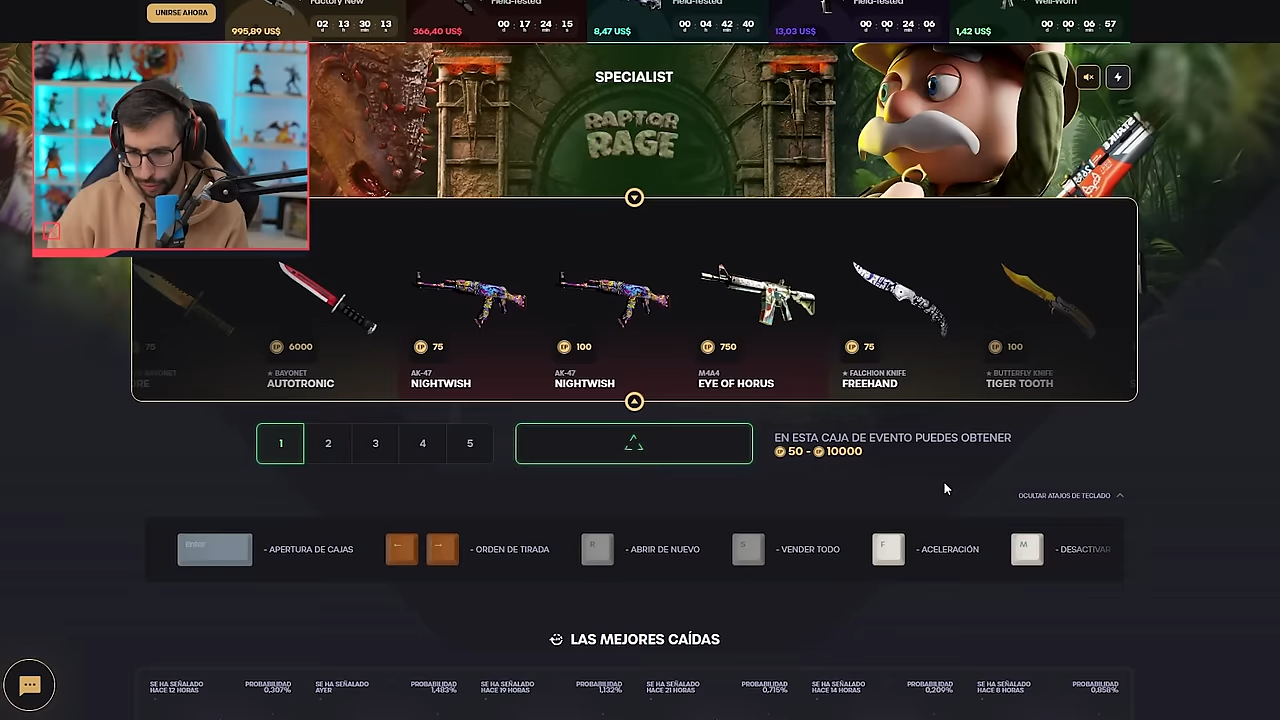 UNIRSE AHORA
Factory New
995,89 US$
02 : 13 : 30 : 13
d h min s
Field-Tested
366,40 US$
00 : 17 : 24 : 15
d h min s
8,47 US$
00 : 04 : 42 : 40
d h min s
Field-Tested
13,03 US$
00 : 00 : 24 : 06
d h min s
Well-Worn
1,42 US$
00 : 00 : 06 : 57
d h min s
SPECIALIST
RAPTOR
RAGE
75
6000
75
100
750
75
100
★ BAYONET
AUTOTRONIC
AK-47
NIGHTWISH
AK-47
NIGHTWISH
M4A4
EYE OF HORUS
★ FALCHION KNIFE
FREEHAND
★ BUTTERFLY KNIFE
TIGER TOOTH
1 2 3 4 5
EN ESTA CAJA DE EVENTO PUEDES OBTENER
50 - 10000
OCULTAR ATAJOS DE TECLADO
Enter - APERTURA DE CAJAS
← → - ORDEN DE TIRADA
R - ABRIR DE NUEVO
S - VENDER TODO
F - ACELERACIÓN
M - DESACTIVAR
LAS MEJORES CAÍDAS
SE HA SEÑALADO
HACE 12 HORAS
PROBABILIDAD
0,307%
SE HA SEÑALADO
AYER
PROBABILIDAD
1,483%
SE HA SEÑALADO
HACE 19 HORAS
PROBABILIDAD
1,132%
SE HA SEÑALADO
HACE 21 HORAS
PROBABILIDAD
0,715%
SE HA SEÑALADO
HACE 14 HORAS
PROBABILIDAD
0,209%
SE HA SEÑALADO
HACE 8 HORAS
PROBABILIDAD
0,858%